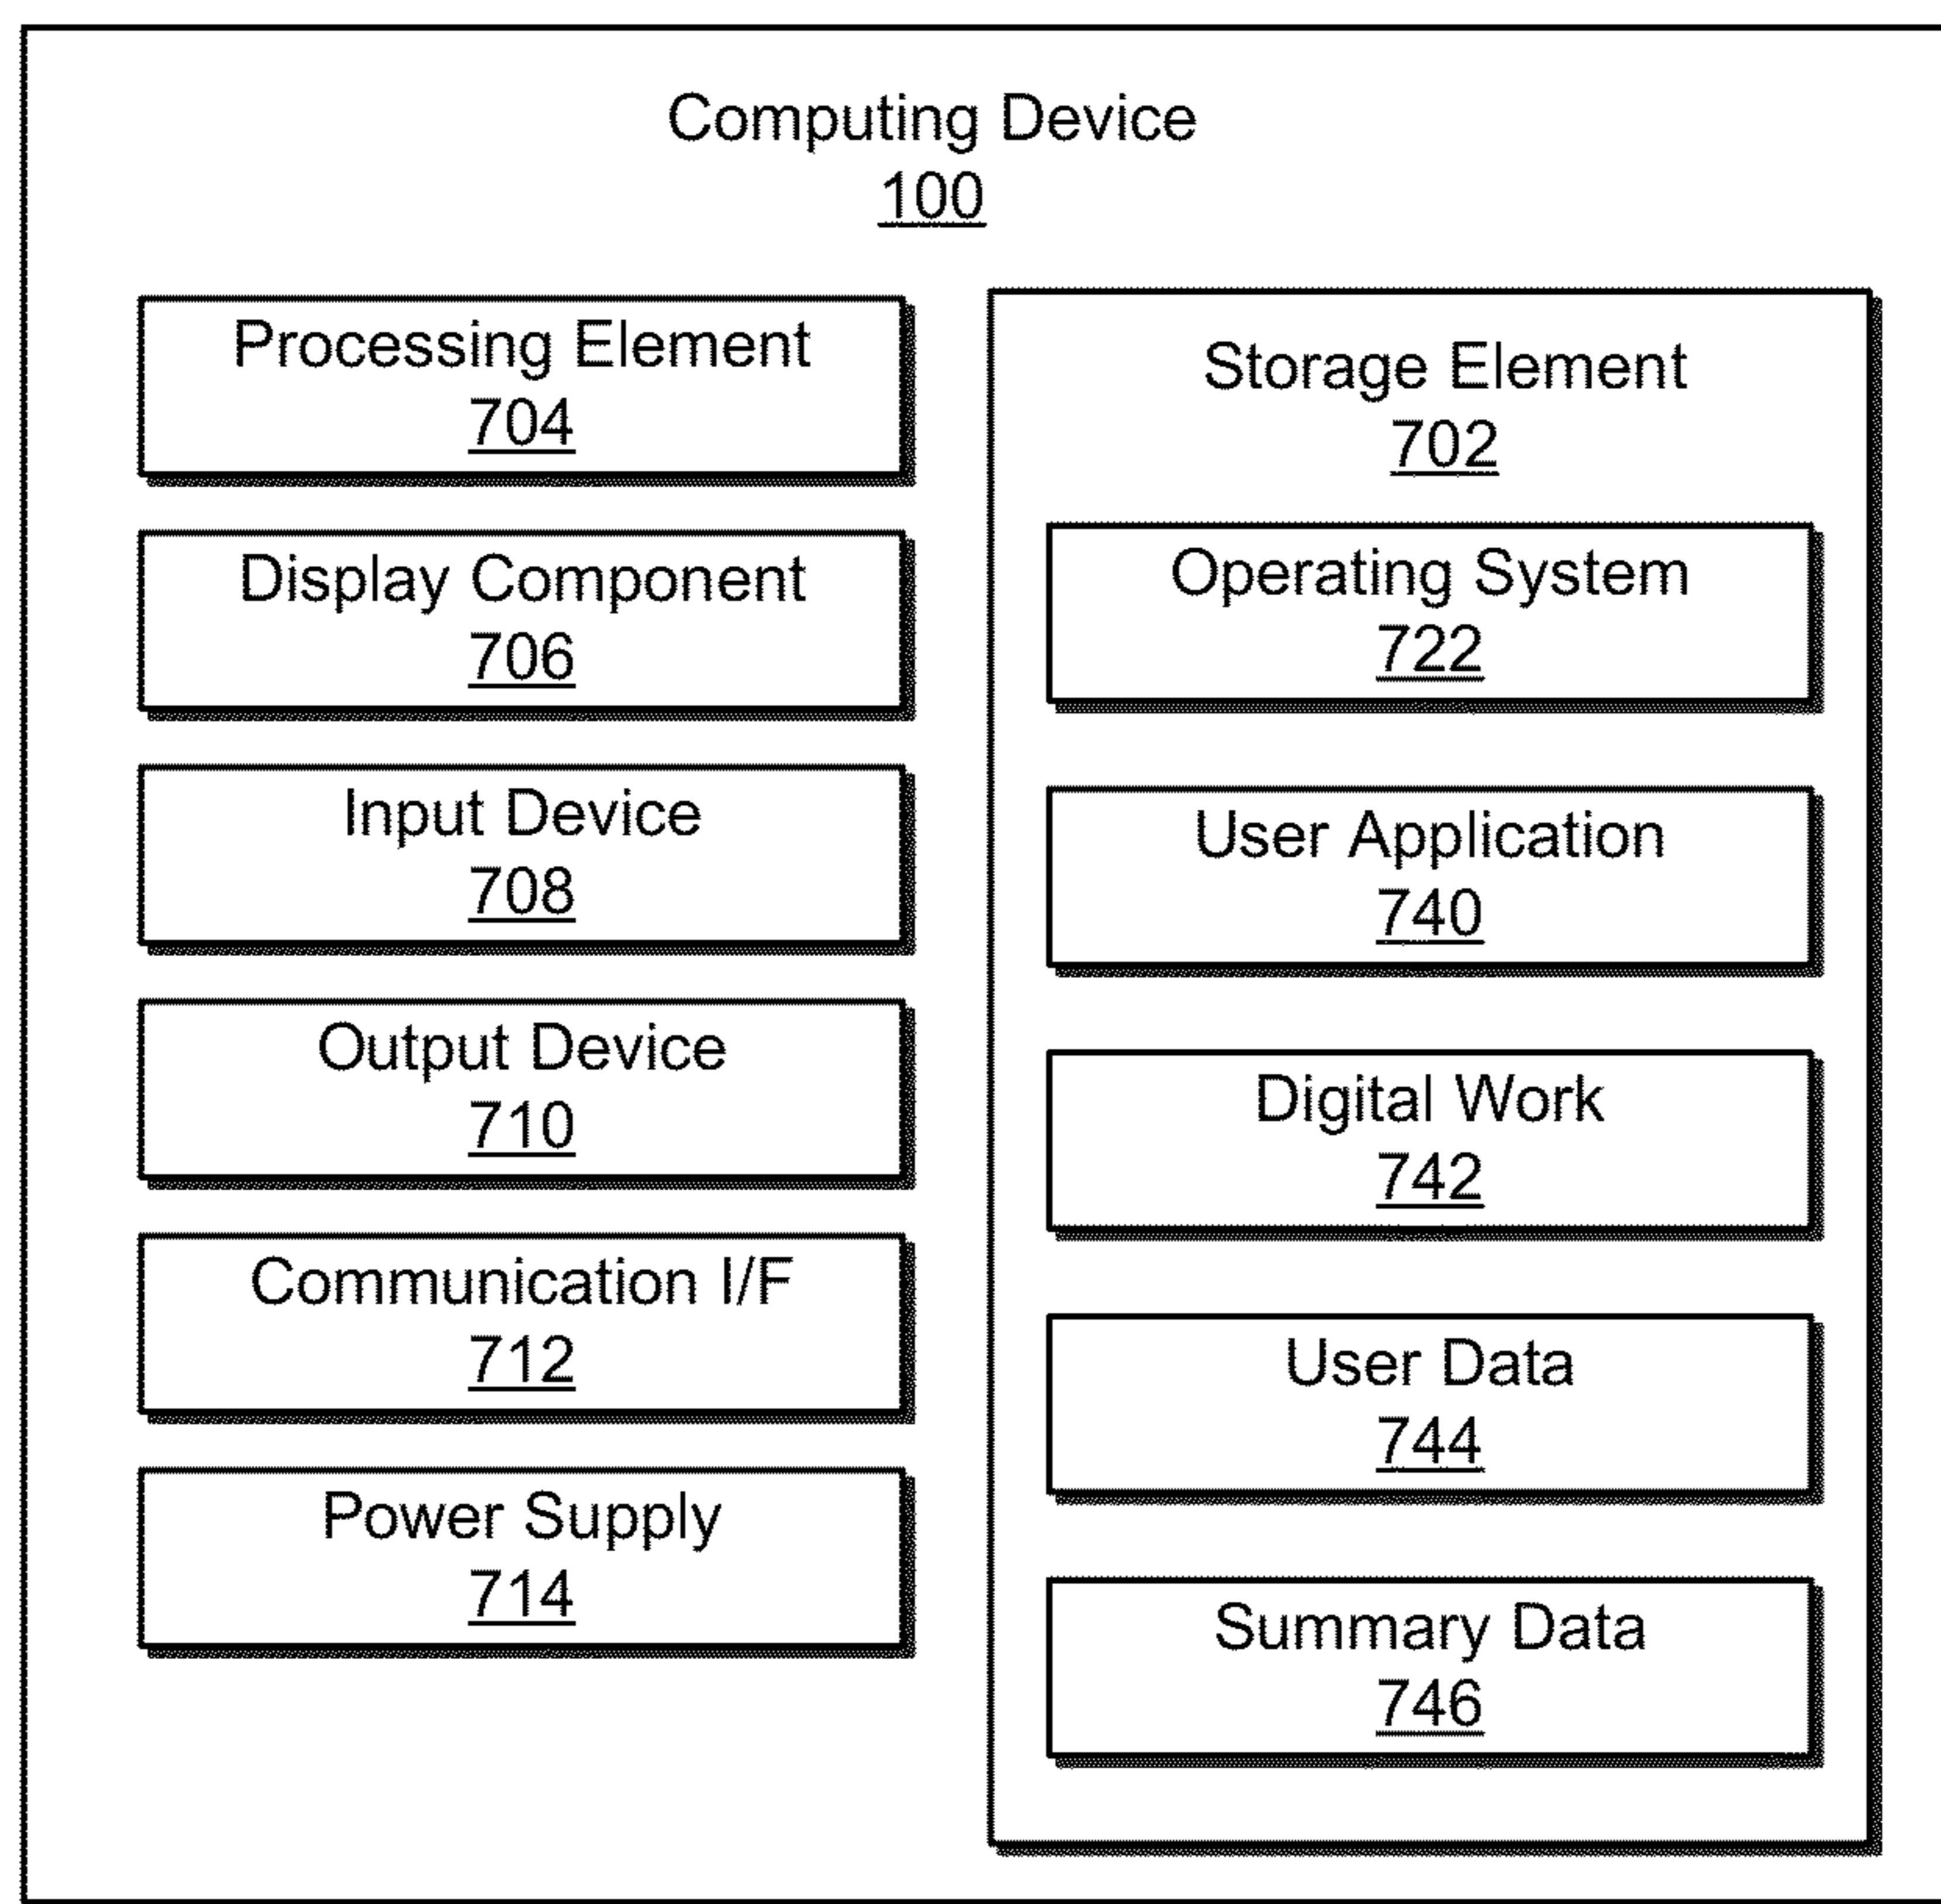 Computing Device
100
Processing Element
704
Display Component
706
Input Device
708
Output Device
710
Communication I/F
712
Power Supply
714
Storage Element
702
Operating System
722
User Application
740
Digital Work
742
User Data
744
Summary Data
746